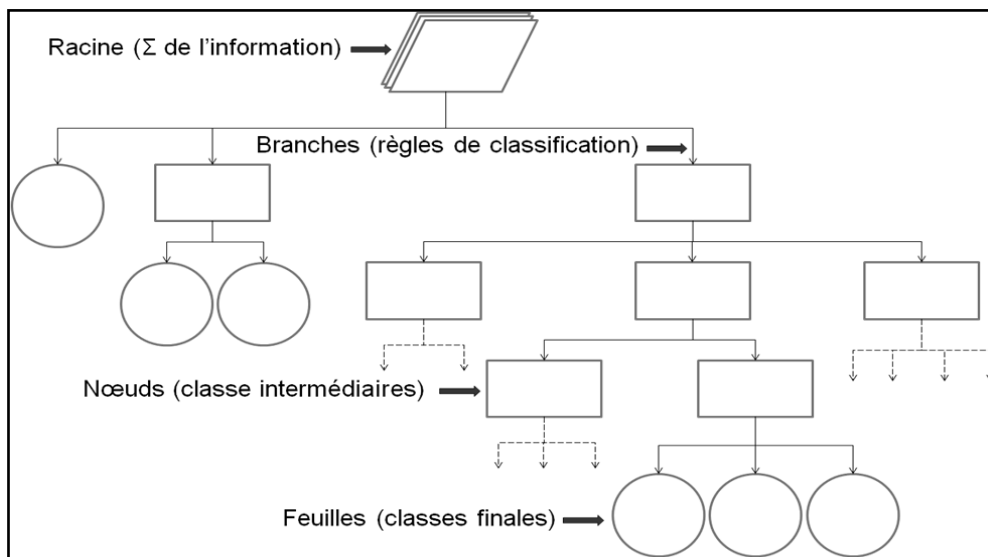 Racine (Σ de l'information)
Branches (règles de classification)
Nœuds (classe intermédiaires)
Feuilles (classes finales)